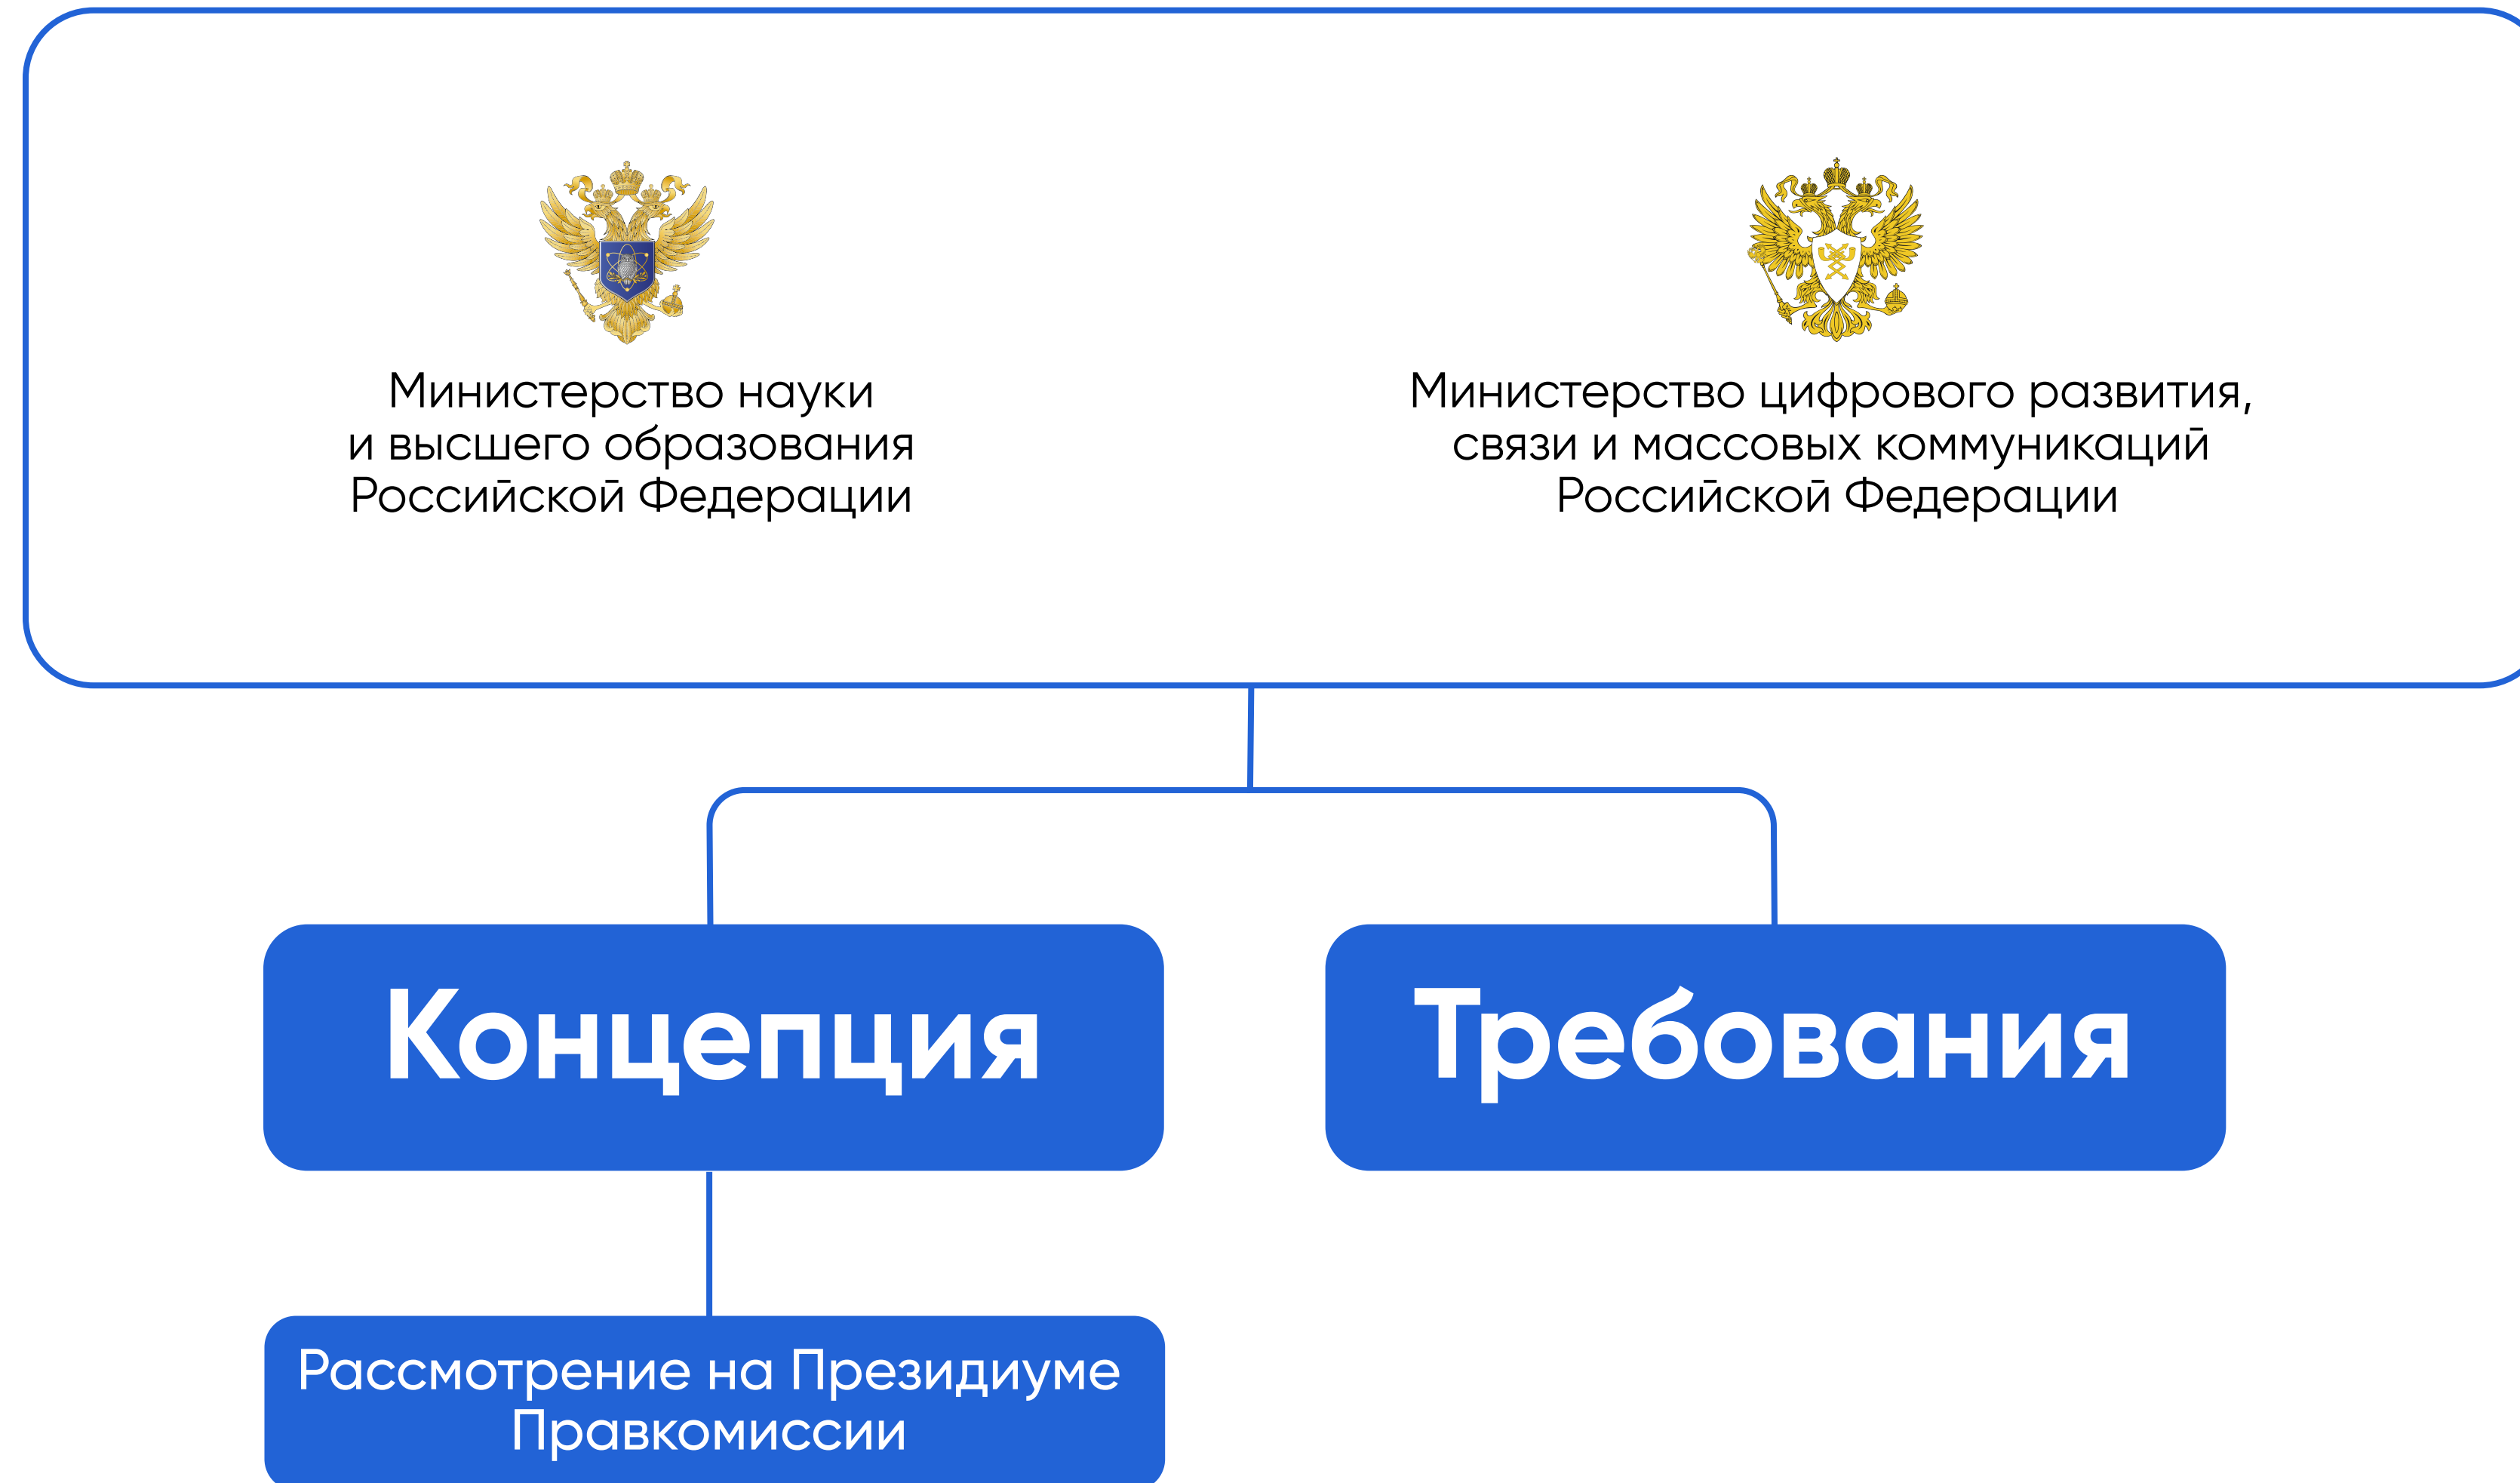 Министерство науки
и высшего образования
Российской Федерации
Министерство цифрового развития,
связи и массовых коммуникаций
Российской Федерации
Концепция
Требования
Рассмотрение на Президиуме
Правкомиссии